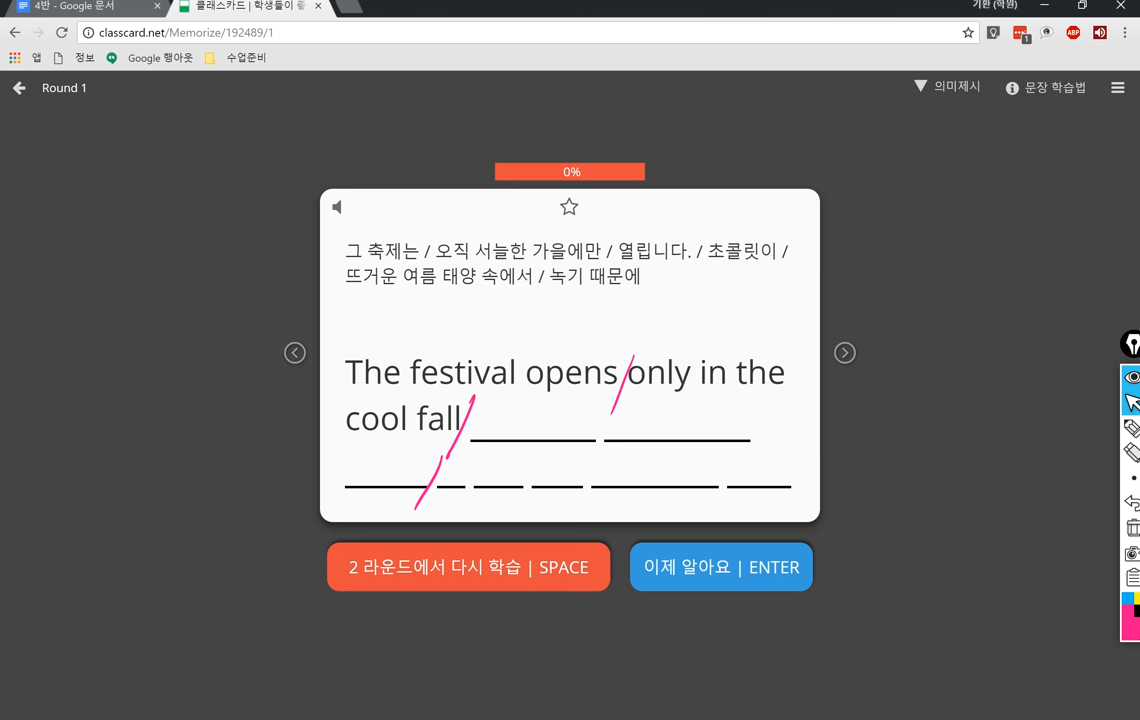 4반 - Google 문서
클래스카드 | 학생들이 좋
기환 (학원)
classcard.net/Memorize/192489/1
ABP
1
앱 정보 Google 행아웃 수업준비
Round 1
의미제시
문장 학습법
0%
그 축제는 / 오직 서늘한 가을에만 / 열립니다. / 초콜릿이 /
뜨거운 여름 태양 속에서 / 녹기 때문에
The festival opens only in the
cool fall
2 라운드에서 다시 학습 | SPACE
이제 알아요 | ENTER